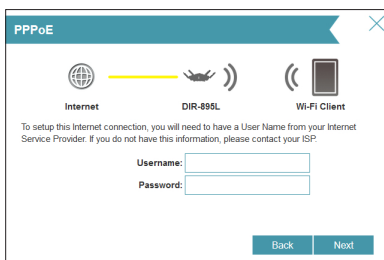 PPPoE
Internet DIR-895L Wi-Fi Client
To setup this Internet connection, you will need to have a User Name from your Internet
Service Provider. If you do not have this information, please contact your ISP.
Username:
Password:
Back Next